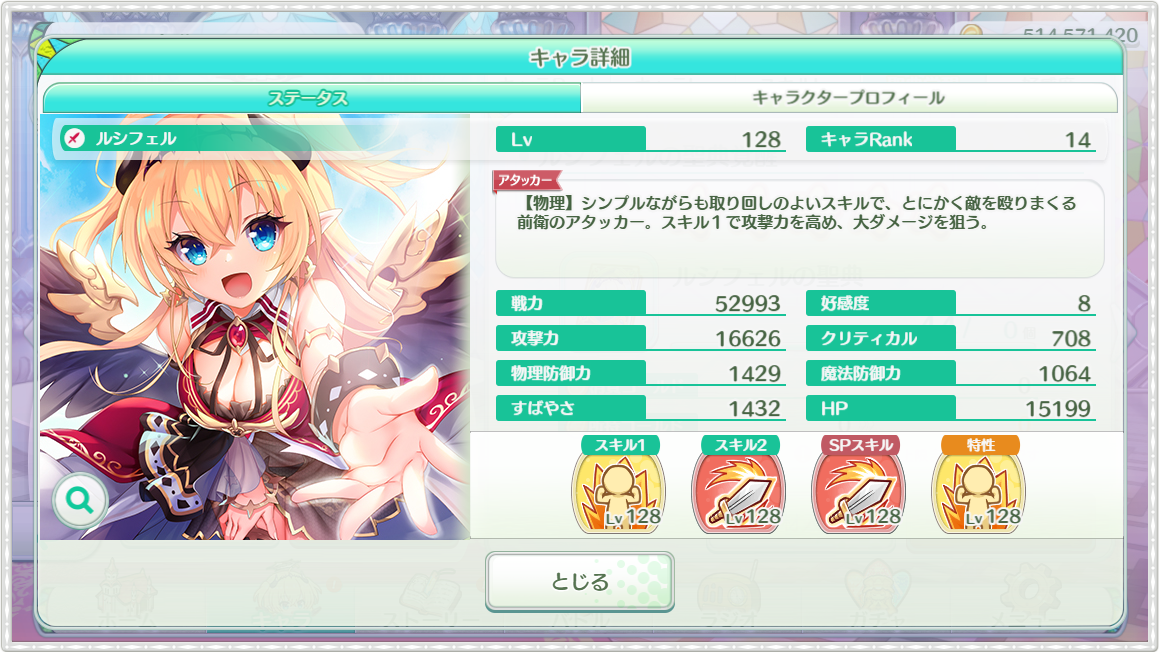 514,571,420
キャラ詳細
ステータス
キャラクタープロフィール
ルシフェル
Lv 128
キャラRank 14
アタッカー
【物理】シンプルながらも取り回しのよいスキルで、とにかく敵を殴りまくる
前衛のアタッカー。スキル1で攻撃力を高め、大ダメージを狙う。
戦力 52993
好感度 8
攻撃力 16626
クリティカル 708
物理防御力 1429
魔法防御力 1064
すばやさ 1432
HP 15199
スキル1 スキル2 SPスキル 特性
Lv 128 Lv 128 Lv 128 Lv 128
とじる